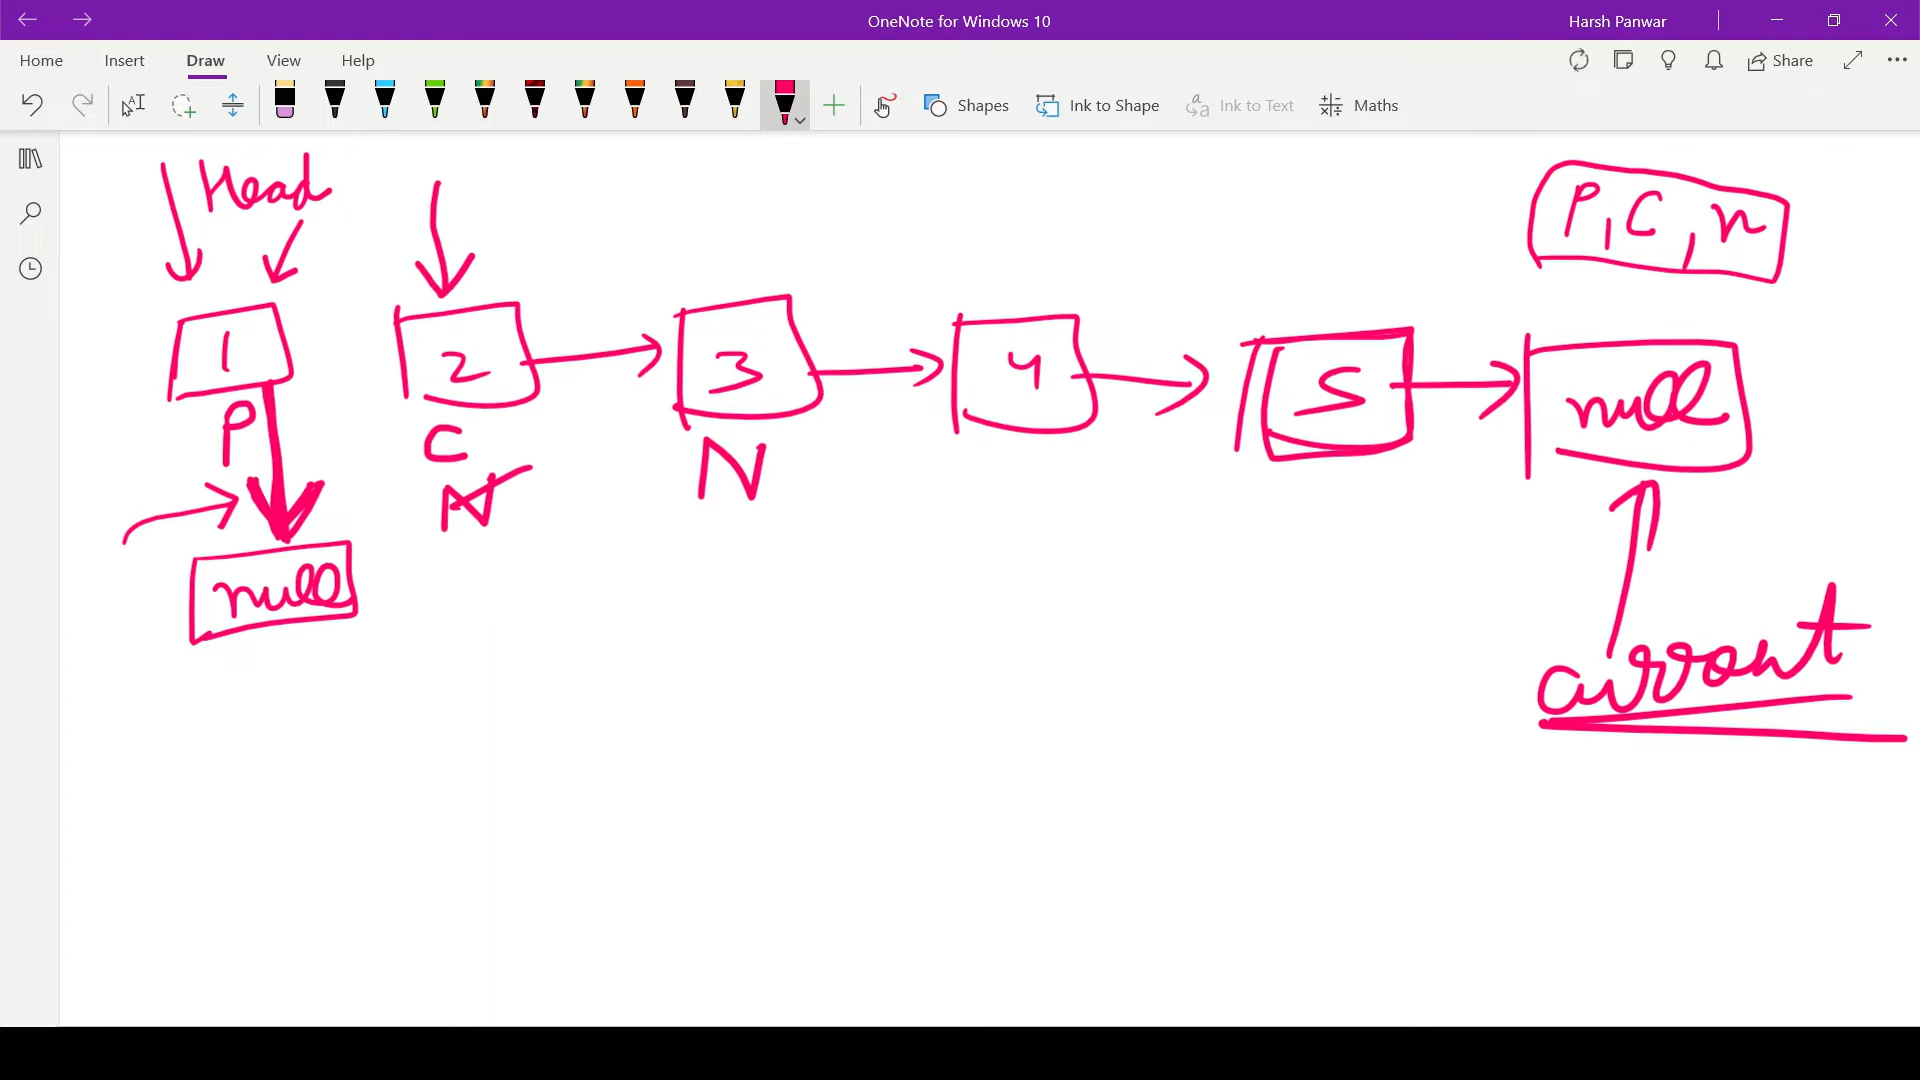 OneNote for Windows 10
Harsh Panwar
Home Insert Draw View Help
Share
Shapes Ink to Shape Ink to Text Maths
Head
P, C, n
1 2 3 4 5 null
P C N
N
null